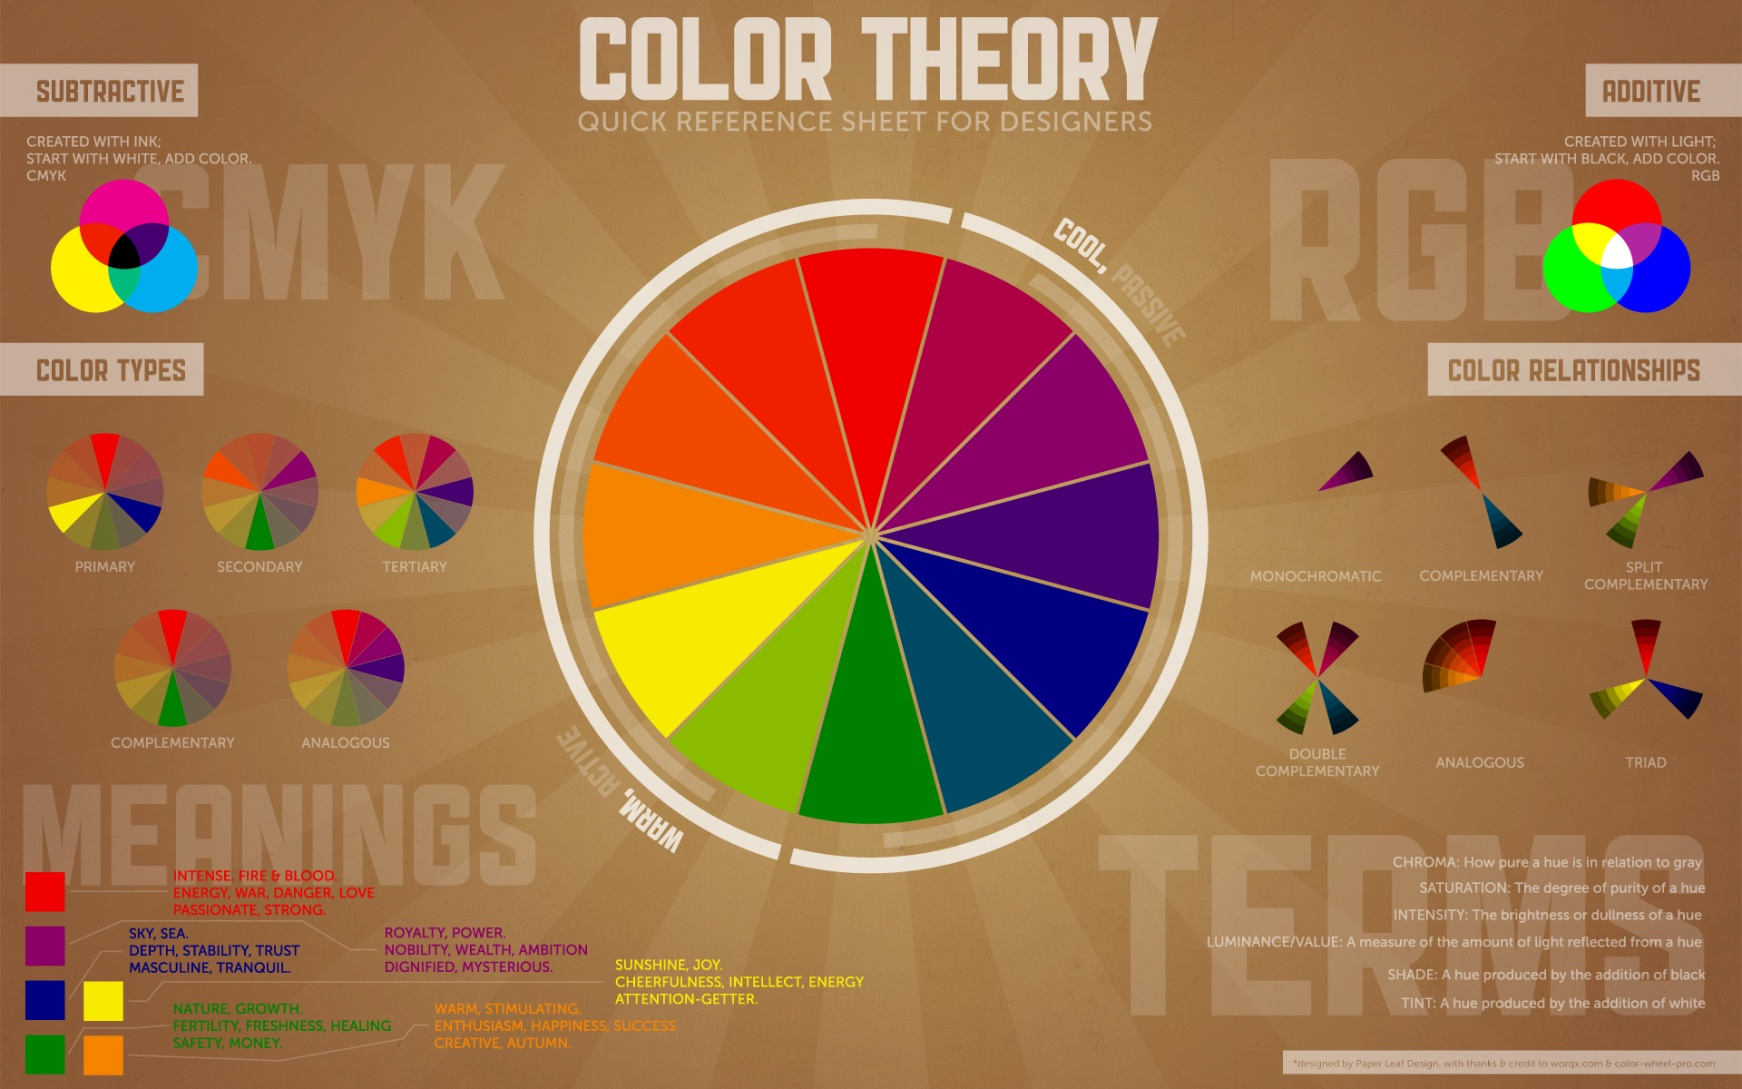 COLOR THEORY
QUICK REFERENCE SHEET FOR DESIGNERS
SUBTRACTIVE
CREATED WITH INK;
START WITH WHITE, ADD COLOR.
CMYK
CMYK
ADDITIVE
CREATED WITH LIGHT;
START WITH BLACK, ADD COLOR.
RGB
RGB
COOL, PASSIVE
WARM, ACTIVE
COLOR TYPES
PRIMARY
SECONDARY
TERTIARY
COMPLEMENTARY
ANALOGOUS
COLOR RELATIONSHIPS
MONOCHROMATIC
COMPLEMENTARY
SPLIT
COMPLEMENTARY
DOUBLE
COMPLEMENTARY
ANALOGOUS
TRIAD
MEANINGS
INTENSE. FIRE & BLOOD.
ENERGY, WAR, DANGER, LOVE
PASSIONATE, STRONG.
SKY, SEA.
DEPTH, STABILITY, TRUST
MASCULINE, TRANQUIL.
ROYALTY, POWER.
NOBILITY, WEALTH, AMBITION
DIGNIFIED, MYSTERIOUS.
SUNSHINE, JOY.
CHEERFULNESS, INTELLECT, ENERGY
ATTENTION-GETTER.
NATURE, GROWTH.
FERTILITY, FRESHNESS, HEALING
SAFETY, MONEY.
WARM, STIMULATING.
ENTHUSIASM, HAPPINESS, SUCCESS
CREATIVE, AUTUMN.
TERMS
CHROMA: How pure a hue is in relation to gray
SATURATION: The degree of purity of a hue
INTENSITY: The brightness or dullness of a hue
LUMINANCE/VALUE: A measure of the amount of light reflected from a hue
SHADE: A hue produced by the addition of black
TINT: A hue produced by the addition of white
*designed by Paper Leaf Design, with thanks & credit to worqx.com & color-wheel-pro.com